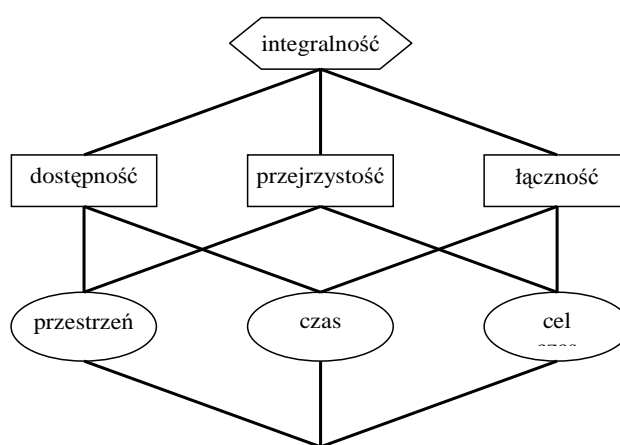 integralność
dostępność
przejrzystość
łączność
przestrzeń
czas
cel